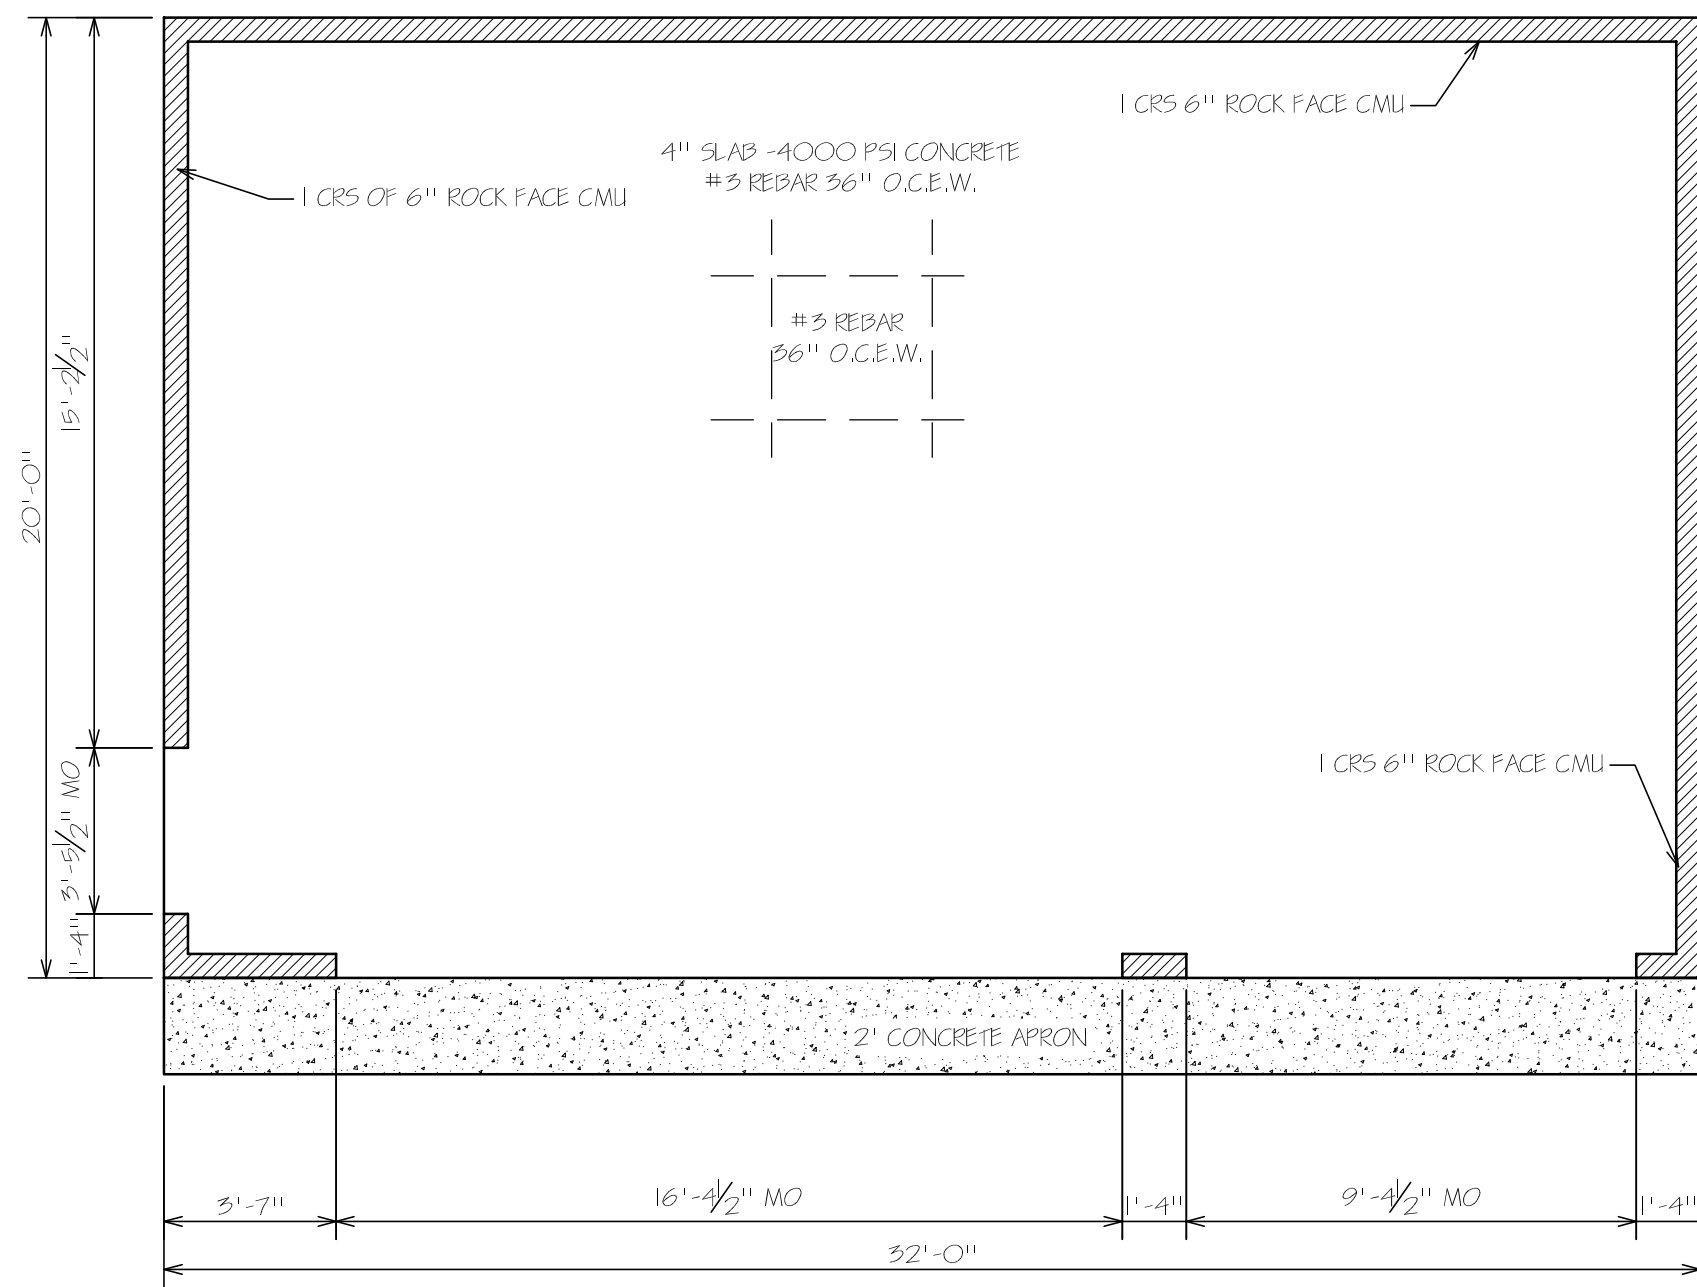 1 CRS 6" ROCK FACE CMU
4" SLAB -4000 PSI CONCRETE
#3 REBAR 36" O.C.E.W.
1 CRS OF 6" ROCK FACE CMU
#3 REBAR
36" O.C.E.W.
15'-2 1/2"
20'-0"
3'-5 1/2" MO
1'-4"
1 CRS 6" ROCK FACE CMU
2' CONCRETE APRON
3'-7"
16'-4 1/2" MO
1'-4"
9'-4 1/2" MO
1'-4"
32'-0"